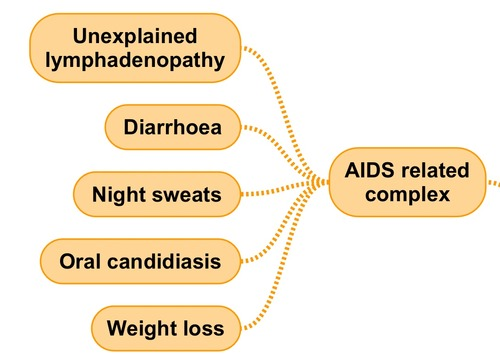 Unexplained
lymphadenopathy
Diarrhoea
Night sweats
Oral candidiasis
Weight loss
AIDS related
complex